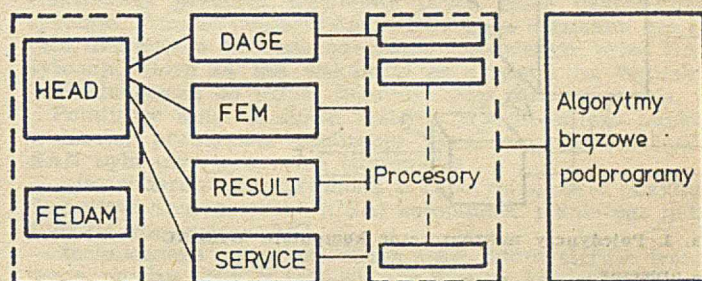 HEAD
FEDAM
DAGE
FEM
RESULT
SERVICE
Procesory
Algorytmy
brązowe
podprogramy